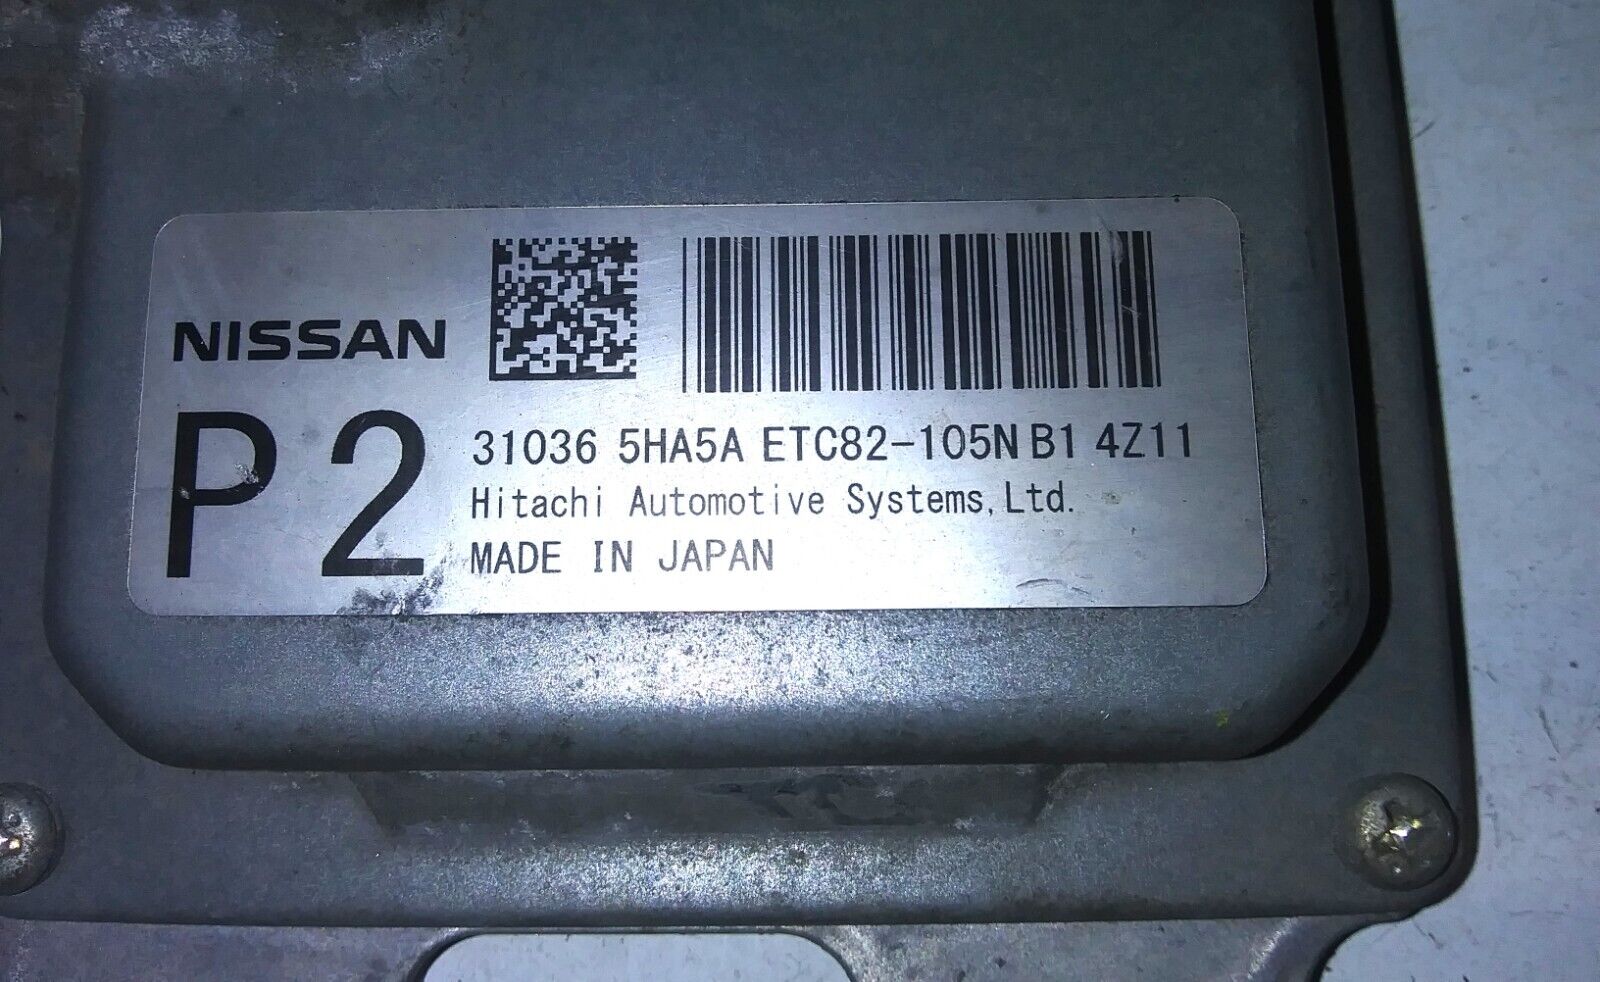 NISSAN
P2
31036 5HA5A ETC82-105N B1 4Z11
Hitachi Automotive Systems, Ltd.
MADE IN JAPAN